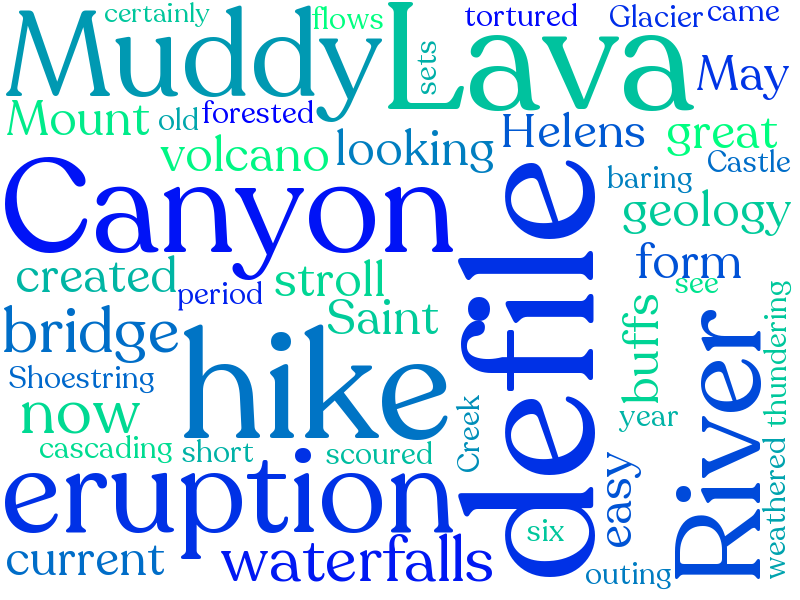 certainly
flows
tortured
Glacier
came
Muddy
Lava
sets
May
Mount
old
forested
Helens
great
volcano
looking
Castle
baring
Canyon
defile
geology
created
period
stroll
form
see
Saint
bridge
buffs
River
thundering
hike
Shoestring
now
Creek
year
cascading
short
scoured
eruption
easy
weathered
six
current
waterfalls
outing